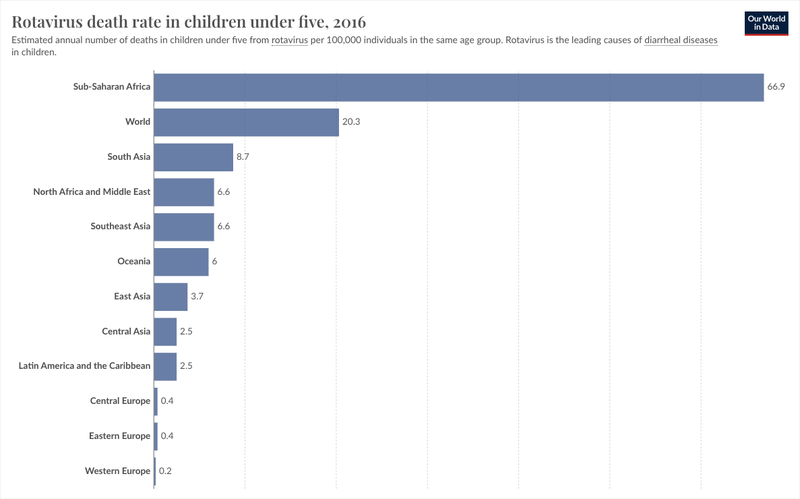 Rotavirus death rate in children under five, 2016
Our World
in Data
Estimated annual number of deaths in children under five from rotavirus per 100,000 individuals in the same age group. Rotavirus is the leading causes of diarrheal diseases
in children.
Sub-Saharan Africa 66.9
World 20.3
South Asia 8.7
North Africa and Middle East 6.6
Southeast Asia 6.6
Oceania 6
East Asia 3.7
Central Asia 2.5
Latin America and the Caribbean 2.5
Central Europe 0.4
Eastern Europe 0.4
Western Europe 0.2